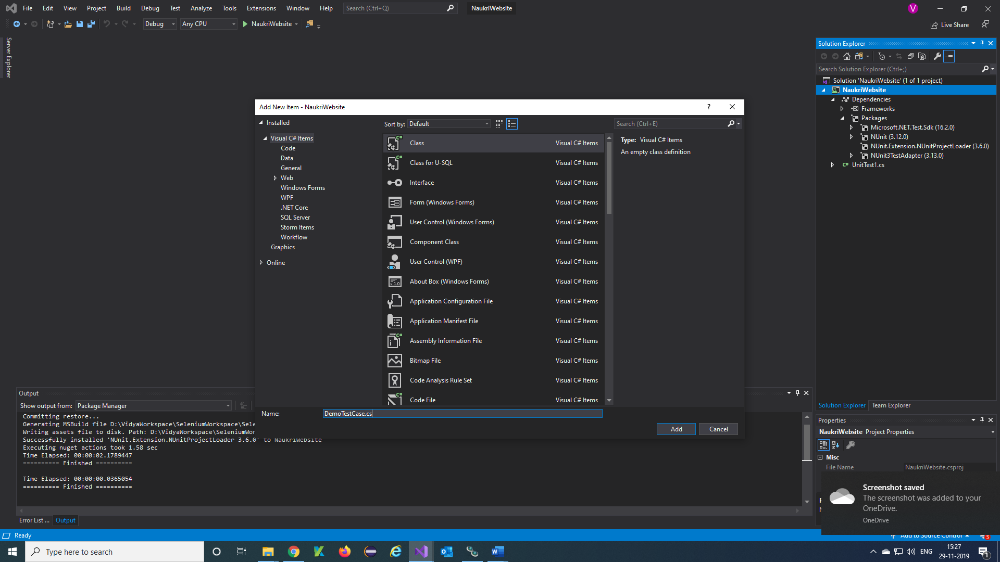 File Edit View Project Build Debug Test Analyze Tools Extensions Window Help Search (Ctrl+Q) NaukriWebsite V
Debug Any CPU NaukriWebsite Live Share
Server Explorer
Solution Explorer
Search Solution Explorer (Ctrl+;)
Solution 'NaukriWebsite' (1 of 1 project)
NaukriWebsite
Dependencies
Frameworks
Packages
Microsoft.NET.Test.Sdk (16.2.0)
NUnit (3.12.0)
NUnit.Extension.NUnitProjectLoader (3.6.0)
NUnit3TestAdapter (3.13.0)
C# UnitTest1.cs
Add New Item - NaukriWebsite ?
Installed
Visual C# Items
Code
Data
General
Web
Windows Forms
WPF
.NET Core
SQL Server
Storm Items
Workflow
Graphics
Online
Sort by: Default
Search (Ctrl+E)
Class Visual C# Items
Class for U-SQL Visual C# Items
Interface Visual C# Items
Form (Windows Forms) Visual C# Items
User Control (Windows Forms) Visual C# Items
Component Class Visual C# Items
User Control (WPF) Visual C# Items
About Box (Windows Forms) Visual C# Items
Application Configuration File Visual C# Items
Application Manifest File Visual C# Items
Assembly Information File Visual C# Items
Bitmap File Visual C# Items
Code Analysis Rule Set Visual C# Items
Code File Visual C# Items
Type: Visual C# Items
An empty class definition
Name: DemoTestCase.cs
Add Cancel
Output
Show output from: Package Manager
Committing restore...
Generating MSBuild file D:\VidyaWorkspace\SeleniumWorkspace\Sele
Writing assets file to disk. Path: D:\VidyaWorkspace\SeleniumWor
Successfully installed 'NUnit.Extension.NUnitProjectLoader 3.6.0' to NaukriWebsite
Executing nuget actions took 1.58 sec
Time Elapsed: 00:00:02.1789447
========== Finished ==========
Time Elapsed: 00:00:00.0365054
========== Finished ==========
Error List ... Output
Solution Explorer Team Explorer
Properties
NaukriWebsite Project Properties
Misc
File Name NaukriWebsite.csproj
Screenshot saved
The screenshot was added to your
OneDrive.
OneDrive
Ready
Add to Source Control 3
Type here to search
ENG
15:27
29-11-2019
1